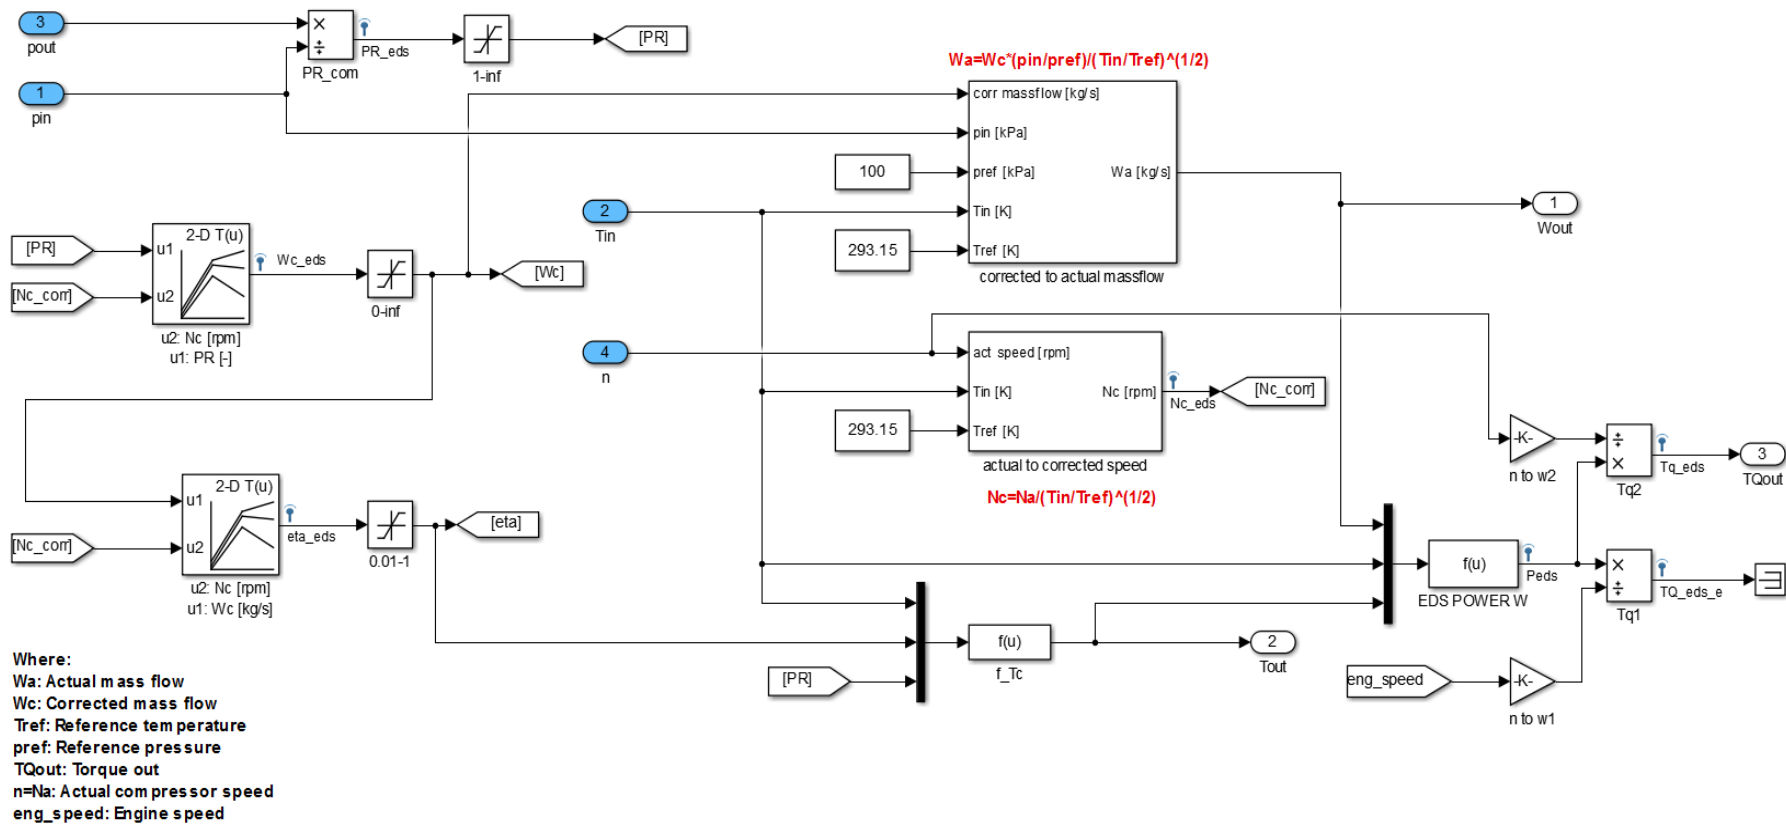 3
pout
×
÷
PR_com
PR_eds
1-inf
[PR]
1
pin
Wa=Wc*(pin/pref)/(Tin/Tref)^(1/2)
corr massflow [kg/s]
pin [kPa]
pref [kPa]
Tin [K]
Tref [K]
Wa [kg/s]
corrected to actual massflow
100
293.15
2
Tin
1
Wout
[PR]
[Nc_corr]
2-D T(u)
u1
u2
u2: Nc [rpm]
u1: PR [-]
Wc_eds
0-inf
[Wc]
4
n
act speed [rpm]
Tin [K]
Tref [K]
Nc [rpm]
actual to corrected speed
Nc=Na/(Tin/Tref)^(1/2)
293.15
Nc_eds
[Nc_corr]
-K-
n to w2
÷
×
Tq2
Tq_eds
3
TQout
2-D T(u)
u1
u2
[Nc_corr]
u2: Nc [rpm]
u1: Wc [kg/s]
eta_eds
0.01-1
[eta]
[PR]
f(u)
f_Tc
2
Tout
f(u)
EDS POWER W
Peds
×
÷
Tq1
TQ_eds_e
eng_speed
-K-
n to w1
Where:
Wa: Actual mass flow
Wc: Corrected mass flow
Tref: Reference temperature
pref: Reference pressure
TQout: Torque out
n=Na: Actual compressor speed
eng_speed: Engine speed